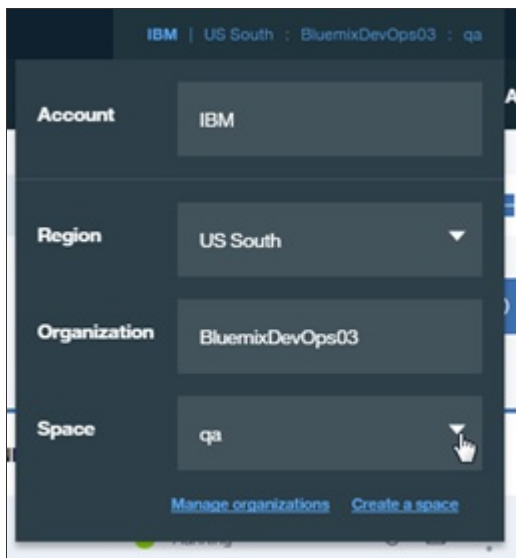 IBM | US South : BluemixDevOps03 : qa
Account IBM
Region US South
Organization BluemixDevOps03
Space qa
Manage organizations Create a space